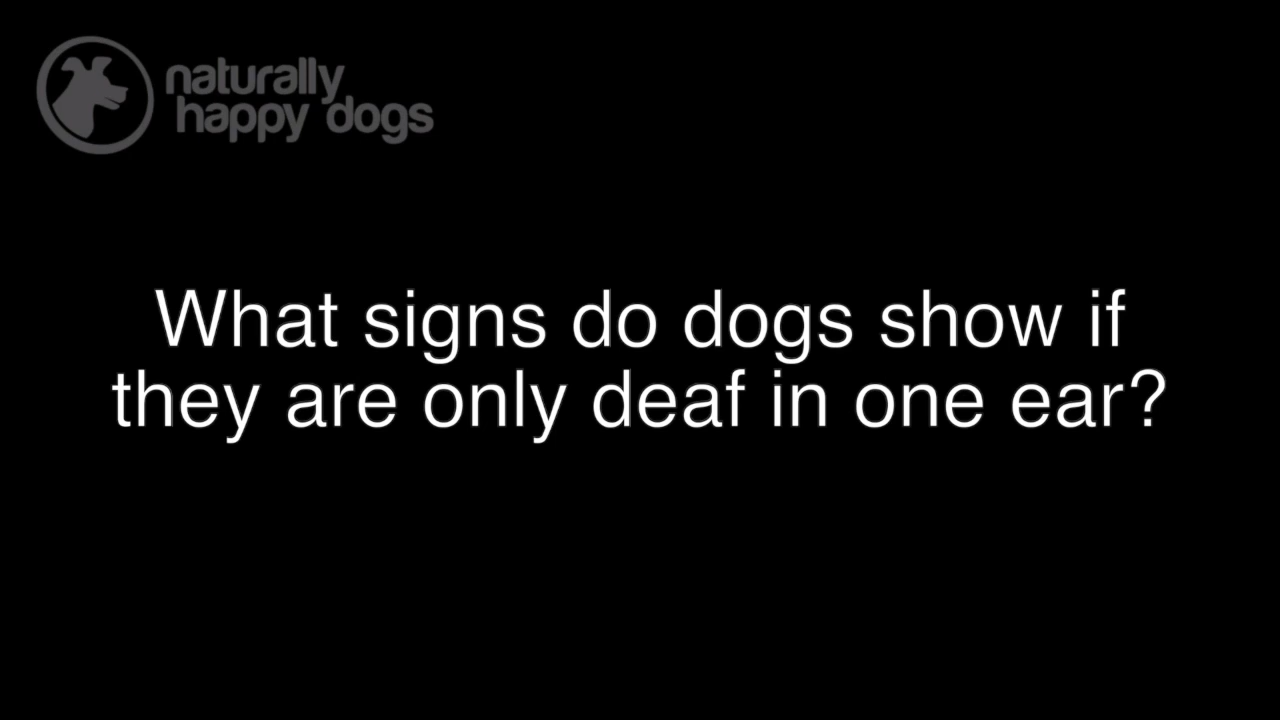 naturally
happy dogs
What signs do dogs show if
they are only deaf in one ear?